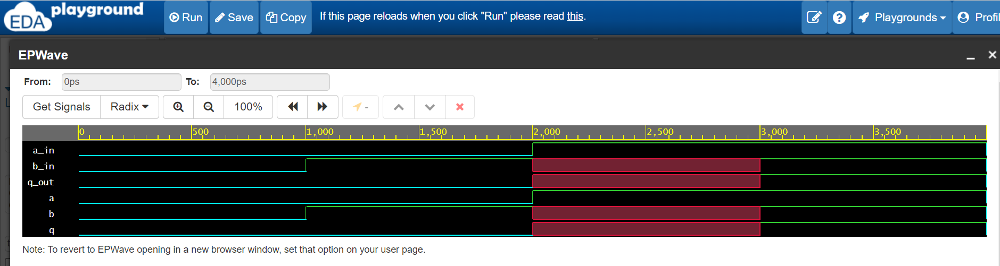 EDA playground
Run
Save
Copy
If this page reloads when you click "Run" please read this.
Playgrounds
Profil
EPWave
From: 0ps To: 4,000ps
Get Signals Radix 100% -
0 500 1,000 1,500 2,000 2,500 3,000 3,500
a_in
b_in
q_out
a
b
q
Note: To revert to EPWave opening in a new browser window, set that option on your user page.